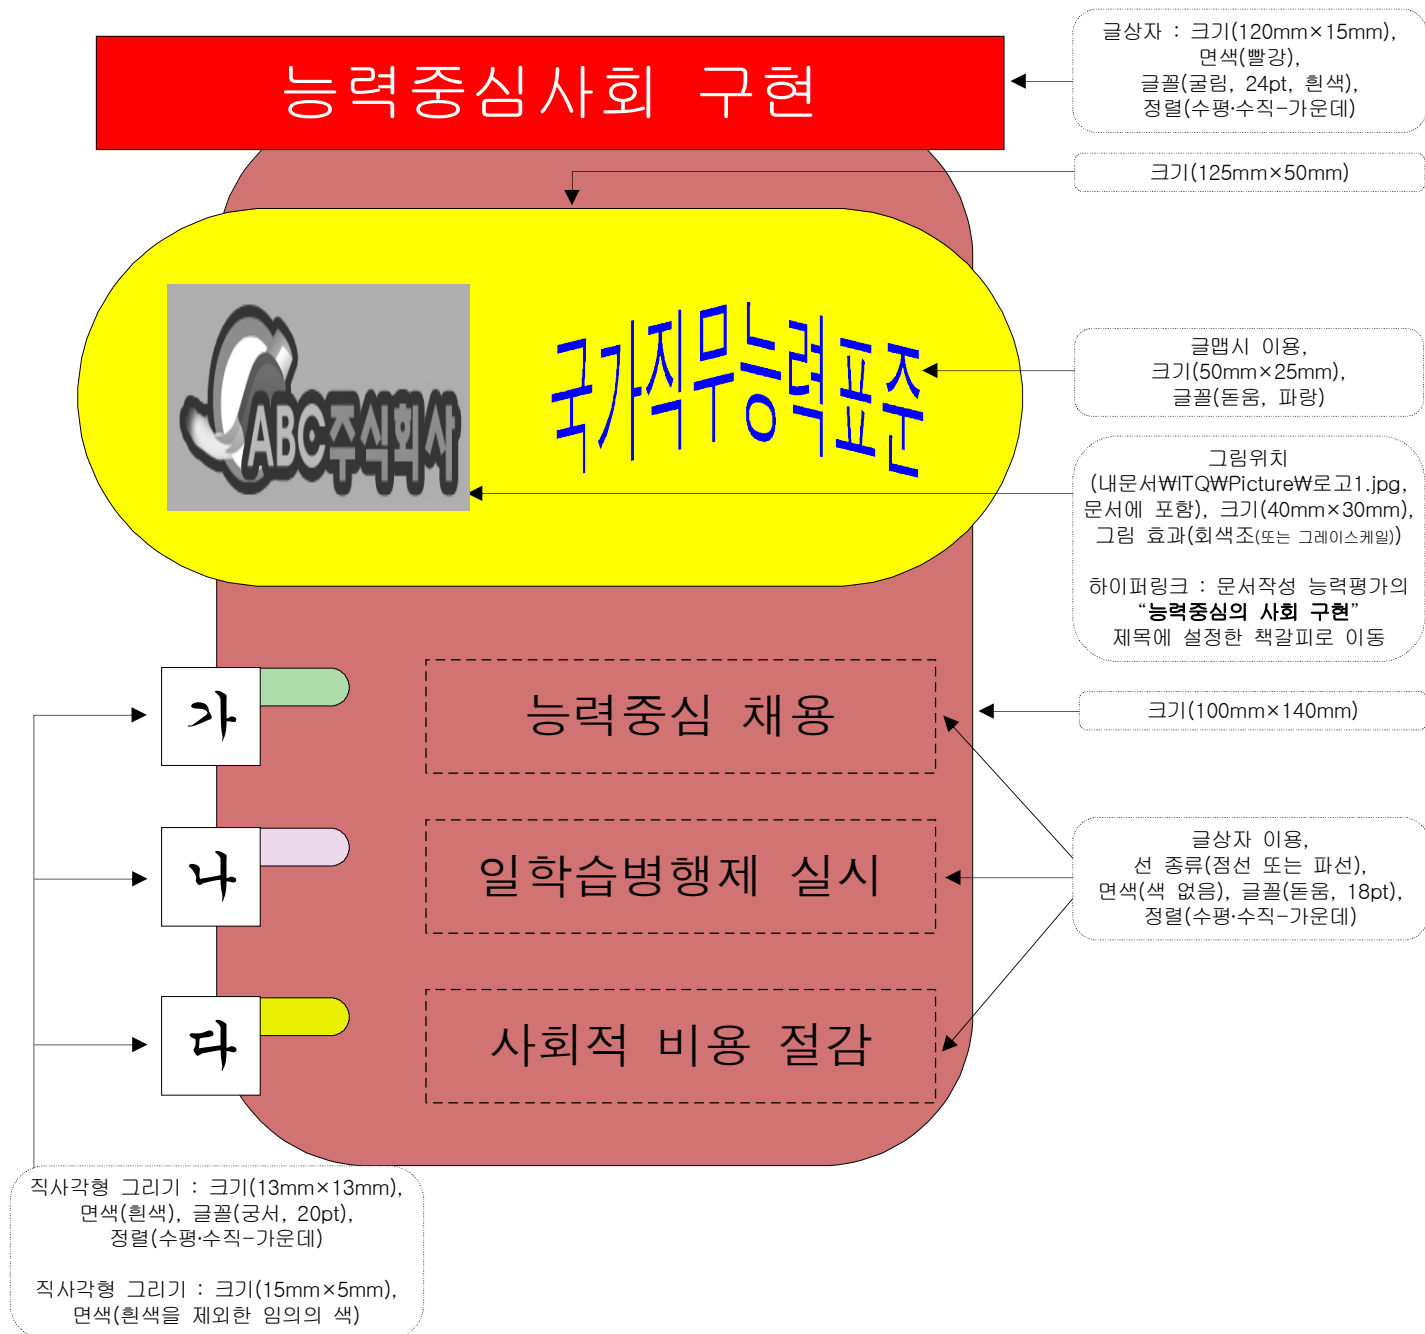 능력중심사회 구현
글상자 : 크기(120mm×15mm),
면색(빨강),
글꼴(굴림, 24pt, 흰색),
정렬(수평·수직-가운데)
크기(125mm×50mm)
ABC주식회사
국가직무능력표준
글맵시 이용,
크기(50mm×25mm),
글꼴(돋움, 파랑)
그림위치
(내문서₩ITQ₩Picture₩로고1.jpg,
문서에 포함), 크기(40mm×30mm),
그림 효과(회색조(또는 그레이스케일))
하이퍼링크 : 문서작성 능력평가의
“능력중심의 사회 구현”
제목에 설정한 책갈피로 이동
가
능력중심 채용
크기(100mm×140mm)
나
일학습병행제 실시
글상자 이용,
선 종류(점선 또는 파선),
면색(색 없음), 글꼴(돋움, 18pt),
정렬(수평·수직-가운데)
다
사회적 비용 절감
직사각형 그리기 : 크기(13mm×13mm),
면색(흰색), 글꼴(궁서, 20pt),
정렬(수평·수직-가운데)
직사각형 그리기 : 크기(15mm×5mm),
면색(흰색을 제외한 임의의 색)